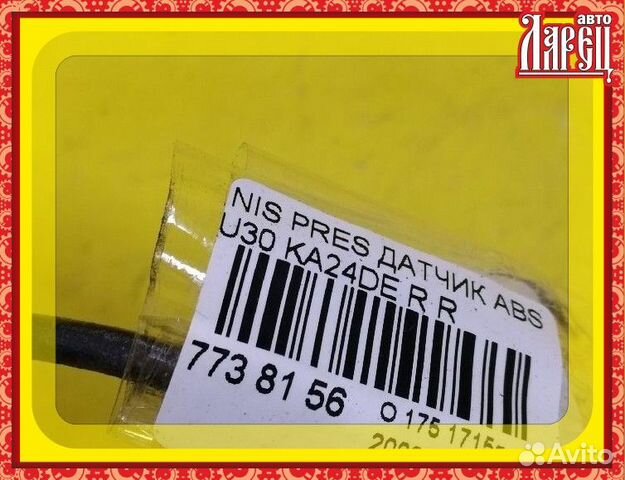 авто
ЛАРЕЦ
NIS PRES ДАТЧИК ABS
U30 KA24DE R R
773 81 56
Avito